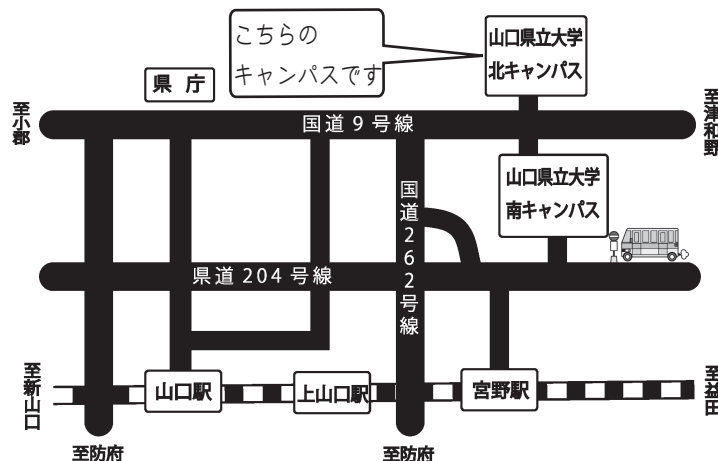 こちらの
キャンパスです
山口県立大学
北キャンパス
県庁
至小郡
国道9号線
至津和野
山口県立大学
南キャンパス
国道262号線
県道204号線
至新山口
山口駅
上山口駅
宮野駅
至益田
至防府
至防府